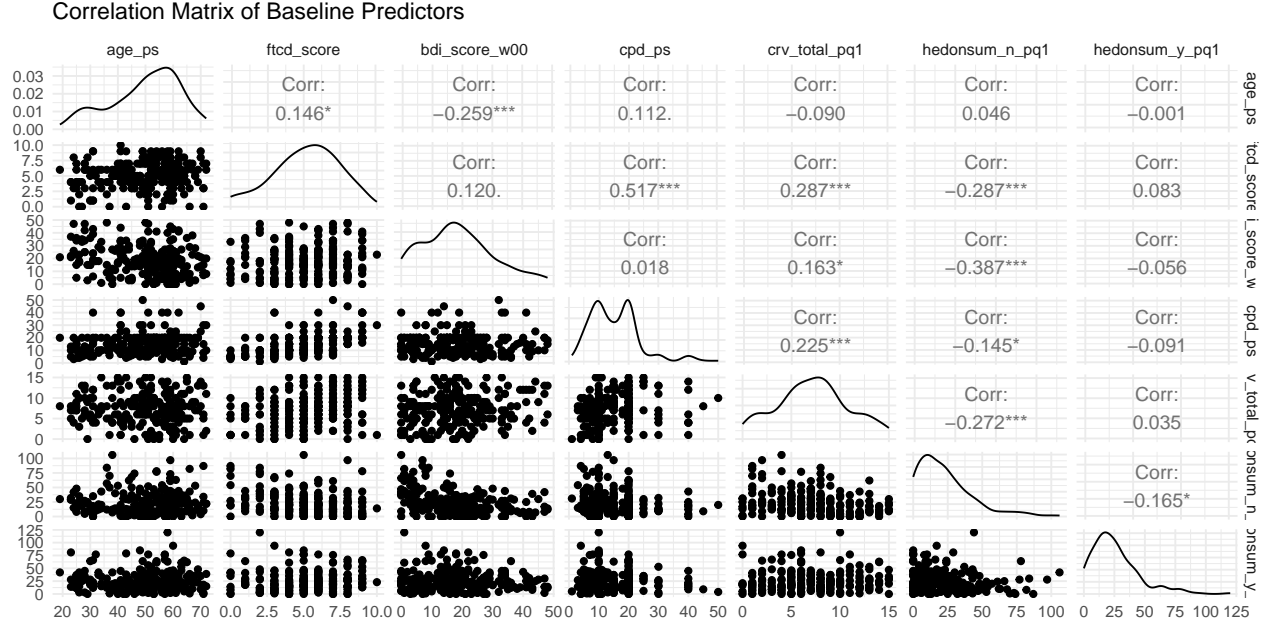 Correlation Matrix of Baseline Predictors
age_ps ftcd_score bdi_score_w00 cpd_ps crv_total_pq1 hedonsum_n_pq1 hedonsum_y_pq1
0.03
0.02
0.01
0.00
Corr: Corr: Corr: Corr: Corr: Corr:
0.146* −0.259*** 0.112. −0.090 0.046 −0.001
age_ps
10.0
7.5
5.0
2.5
0.0
Corr: Corr: Corr: Corr: Corr:
0.120. 0.517*** 0.287*** −0.287*** 0.083
tcd_score
50
40
30
20
10
0
Corr: Corr: Corr: Corr:
0.018 0.163* −0.387*** −0.056
i_score_w
50
40
30
20
10
0
Corr: Corr: Corr:
0.225*** −0.145* −0.091
cpd_ps
15
10
5
0
Corr: Corr:
−0.272*** 0.035
v_total_pc
100
75
50
25
0
Corr:
−0.165*
onsum_n_
125
100
75
50
25
0
onsum_y_
20 30 40 50 60 70 0.0 2.5 5.0 7.5 10.0 0 10 20 30 40 50 0 10 20 30 40 50 0 5 10 15 0 25 50 75 100 0 25 50 75 100 125